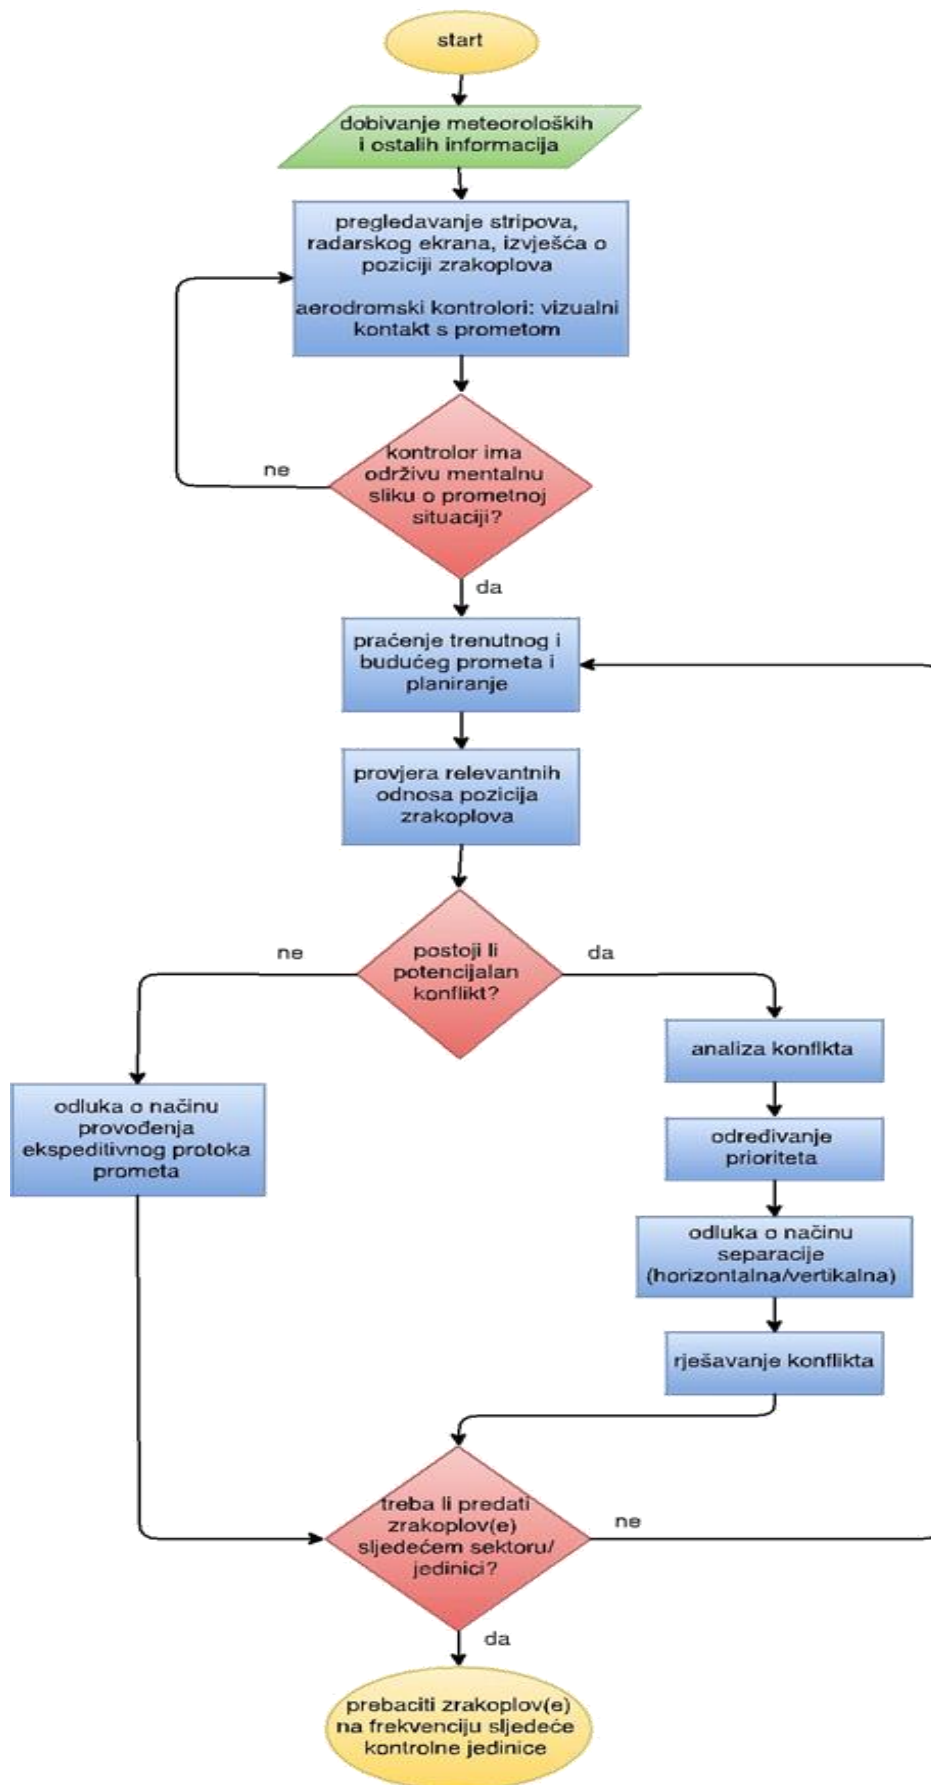 start
dobivanje meteoroloških
i ostalih informacija
pregledavanje stripova,
radarskog ekrana, izvješća o
poziciji zrakoplova
aerodromski kontrolori: vizualni
kontakt s prometom
kontrolor ima
održivu mentalnu
sliku o prometnoj
situaciji?
ne
da
praćenje trenutnog i
budućeg prometa i
planiranje
provjera relevantnih
odnosa pozicija
zrakoplova
postoji li
potencijalan
konflikt?
ne
da
odluka o načinu
provođenja
ekspeditivnog protoka
prometa
analiza konfikta
određivanje
prioriteta
odluka o načinu
separacije
(horizontalna/vertikalna)
rješavanje konflikta
treba li predati
zrakoplov(e)
sljedećem sektoru/
jedinici?
ne
da
prebaciti zrakoplov(e)
na frekvenciju sljedeće
kontrolne jedinice